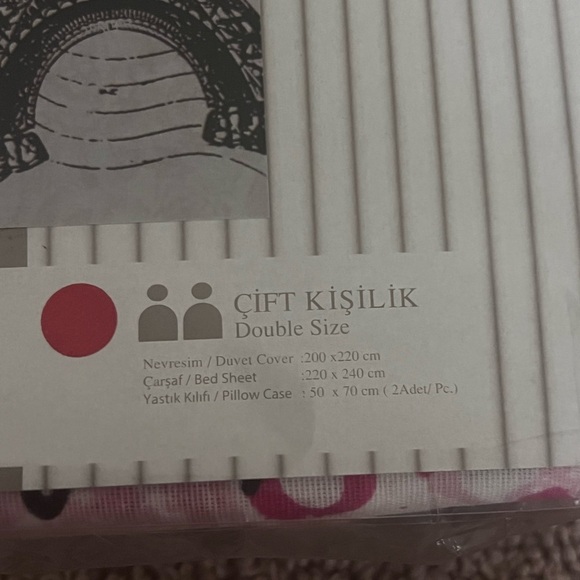 ÇİFT KİŞİLİK
Double Size
Nevresim / Duvet Cover :200 x220 cm
Çarşaf / Bed Sheet :220 x 240 cm
Yastık Kılıfı / Pillow Case : 50 x 70 cm ( 2Adet/ Pc.)